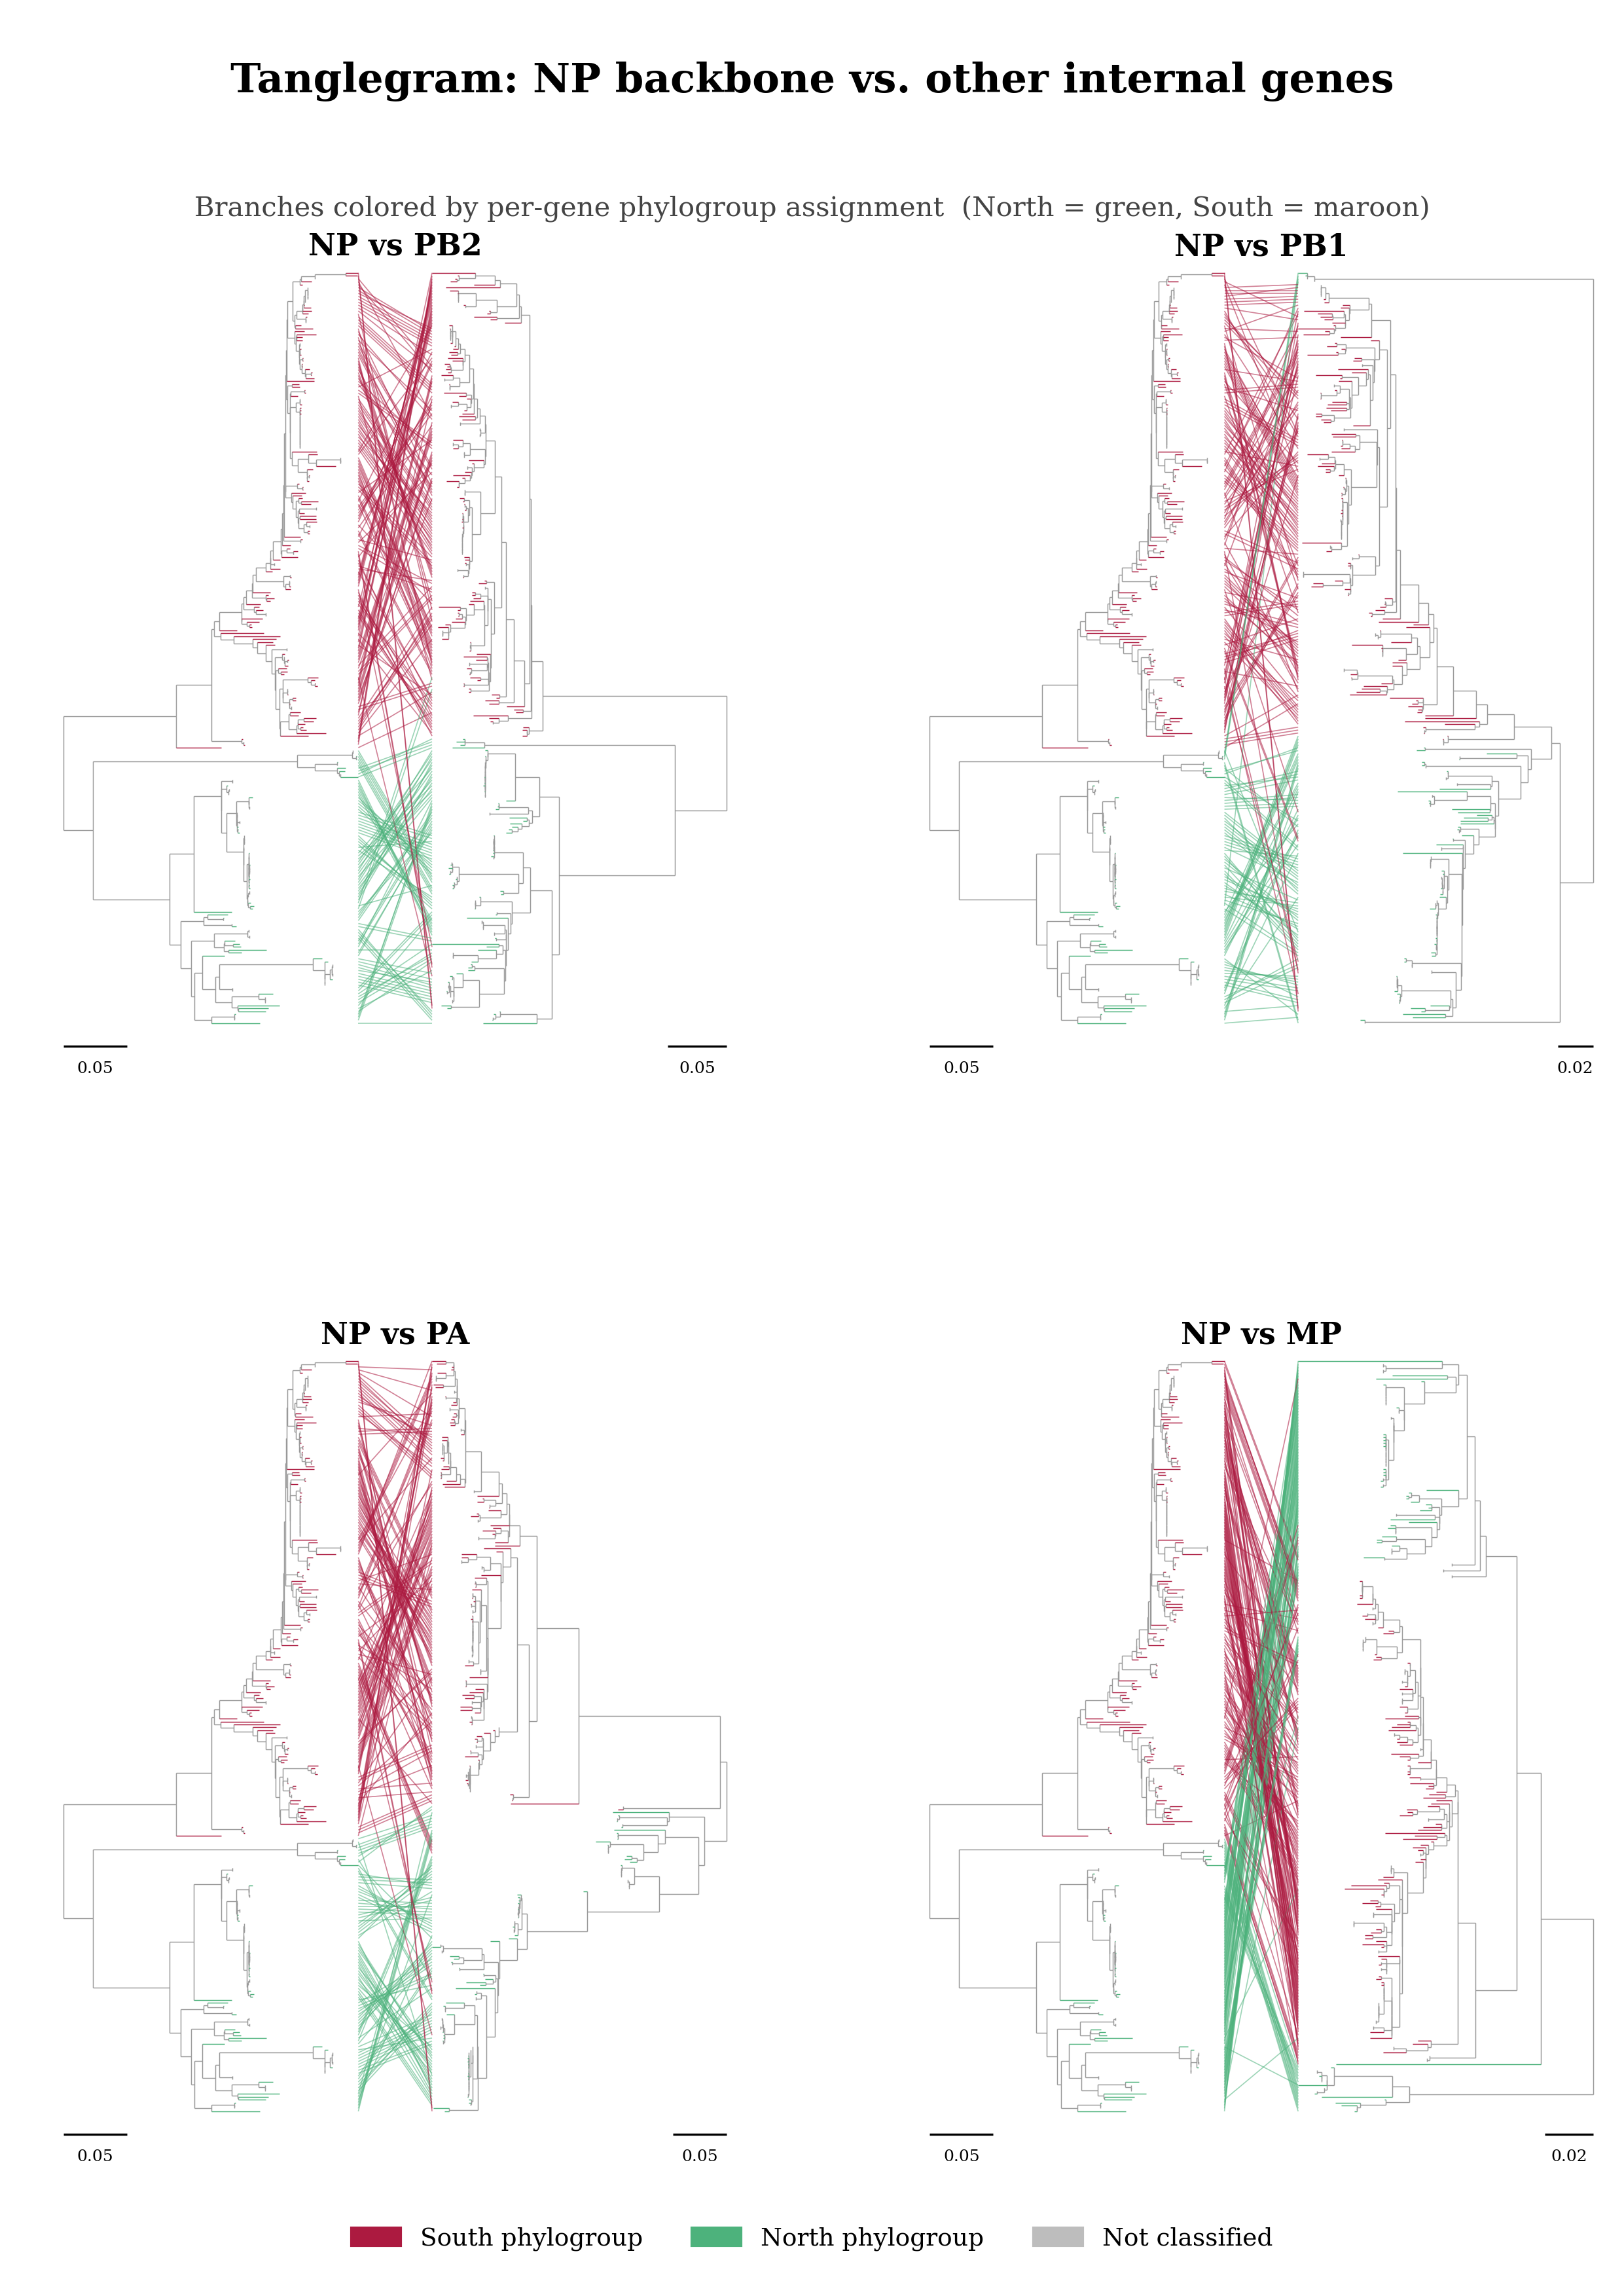 Tanglegram: NP backbone vs. other internal genes
Branches colored by per-gene phylogroup assignment (North = green, South = maroon)
NP vs PB2
NP vs PB1
0.05
0.05
0.05
0.02
NP vs PA
NP vs MP
0.05
0.05
0.05
0.02
South phylogroup
North phylogroup
Not classified